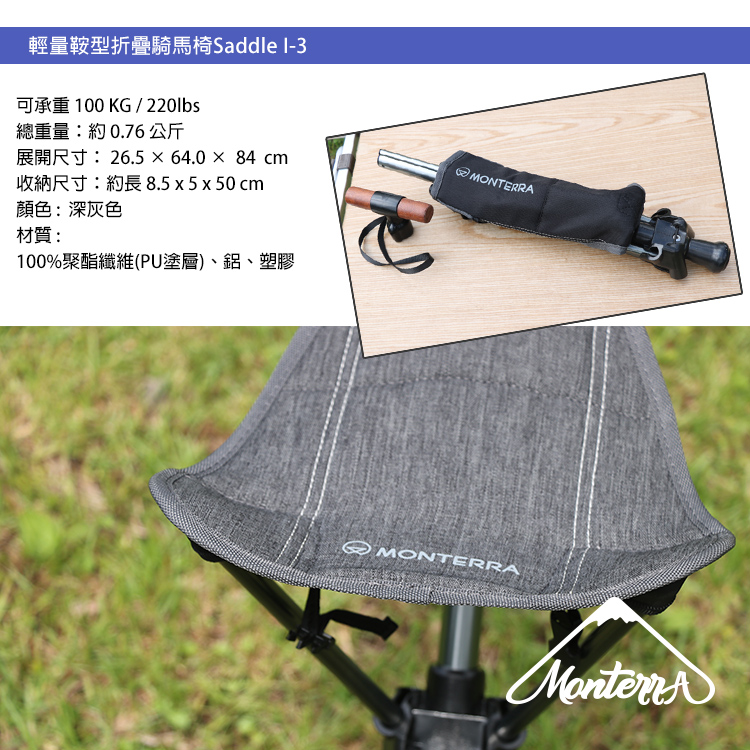 輕量鞍型折疊騎馬椅Saddle I-3
可承重 100 KG / 220lbs
總重量：約 0.76 公斤
展開尺寸： 26.5 × 64.0 × 84 cm
收納尺寸：約長 8.5 x 5 x 50 cm
顏色 : 深灰色
材質 :
100%聚酯纖維(PU塗層)、鋁、塑膠
MONTERRA
MONTERRA
MonterrA